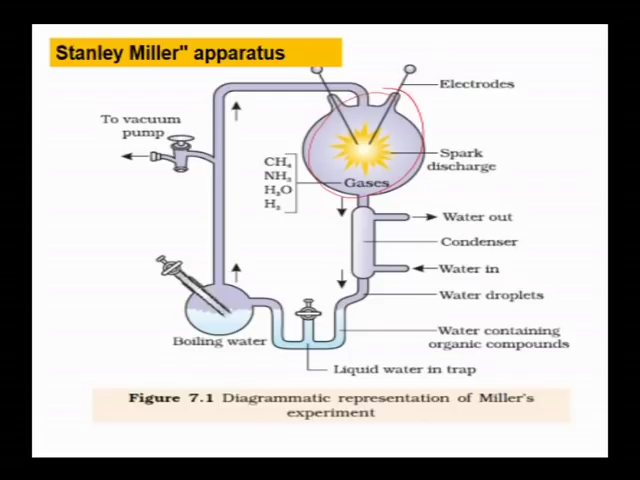 Stanley Miller" apparatus
Electrodes
To vacuum
pump
Spark
discharge
CH₄
NH₃
H₂O
H₂
Gases
Water out
Condenser
Water in
Water droplets
Boiling water
Water containing
organic compounds
Liquid water in trap
Figure 7.1 Diagrammatic representation of Miller's
experiment